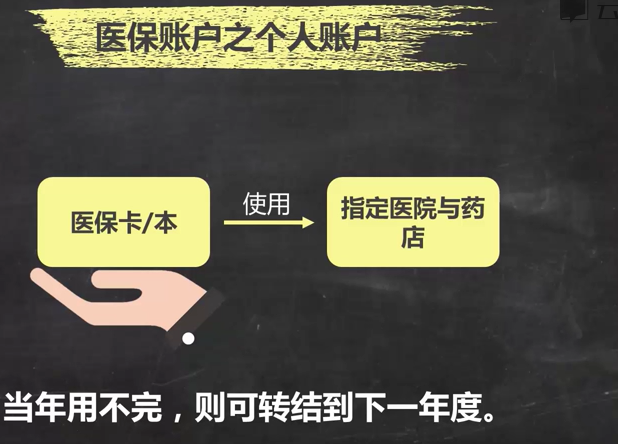 医保账户之个人账户
医保卡/本
使用
指定医院与药
店
当年用不完，则可转结到下一年度。